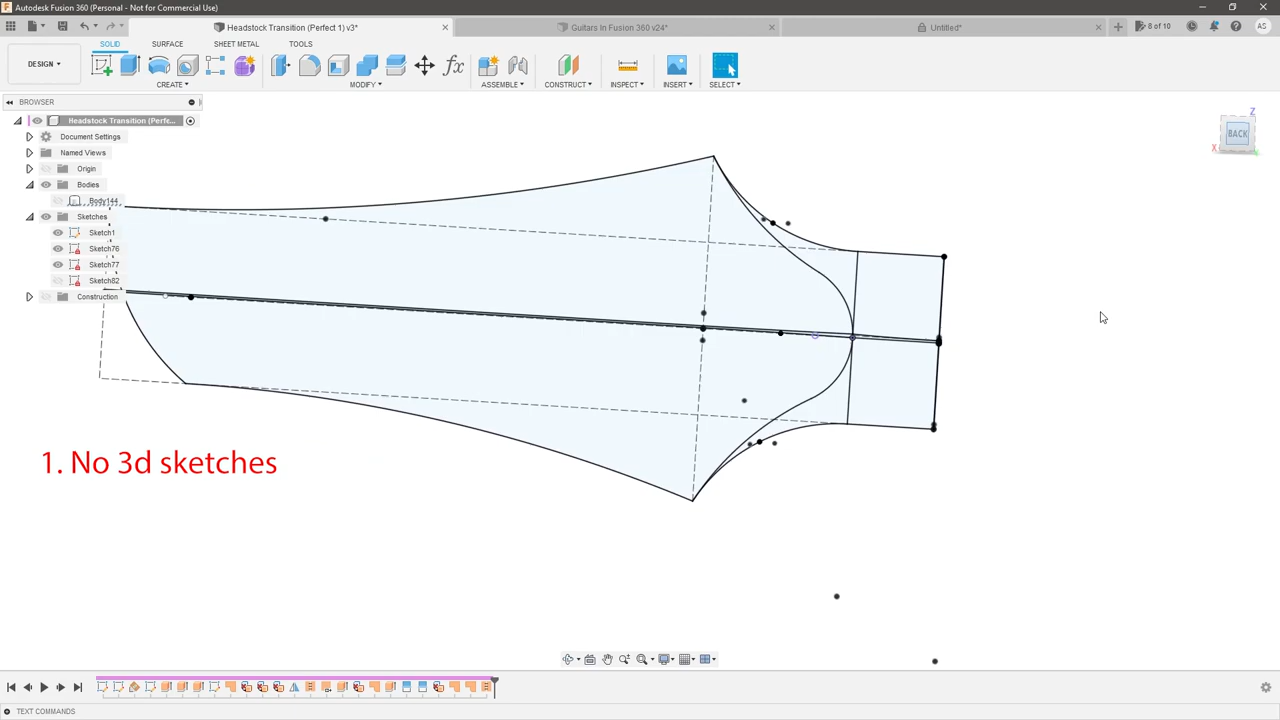 Autodesk Fusion 360 (Personal - Not for Commercial Use)
Headstock Transition (Perfect 1) v3*
Guitars In Fusion 360 v24*
Untitled*
8 of 10
AS
SOLID
SURFACE
SHEET METAL
TOOLS
DESIGN
CREATE
MODIFY
ASSEMBLE
CONSTRUCT
INSPECT
INSERT
SELECT
BROWSER
Headstock Transition (Perfe...
Document Settings
Named Views
Origin
Bodies
Body144
Sketches
Sketch1
Sketch76
Sketch77
Sketch82
Construction
Z
BACK
X
1. No 3d sketches
TEXT COMMANDS